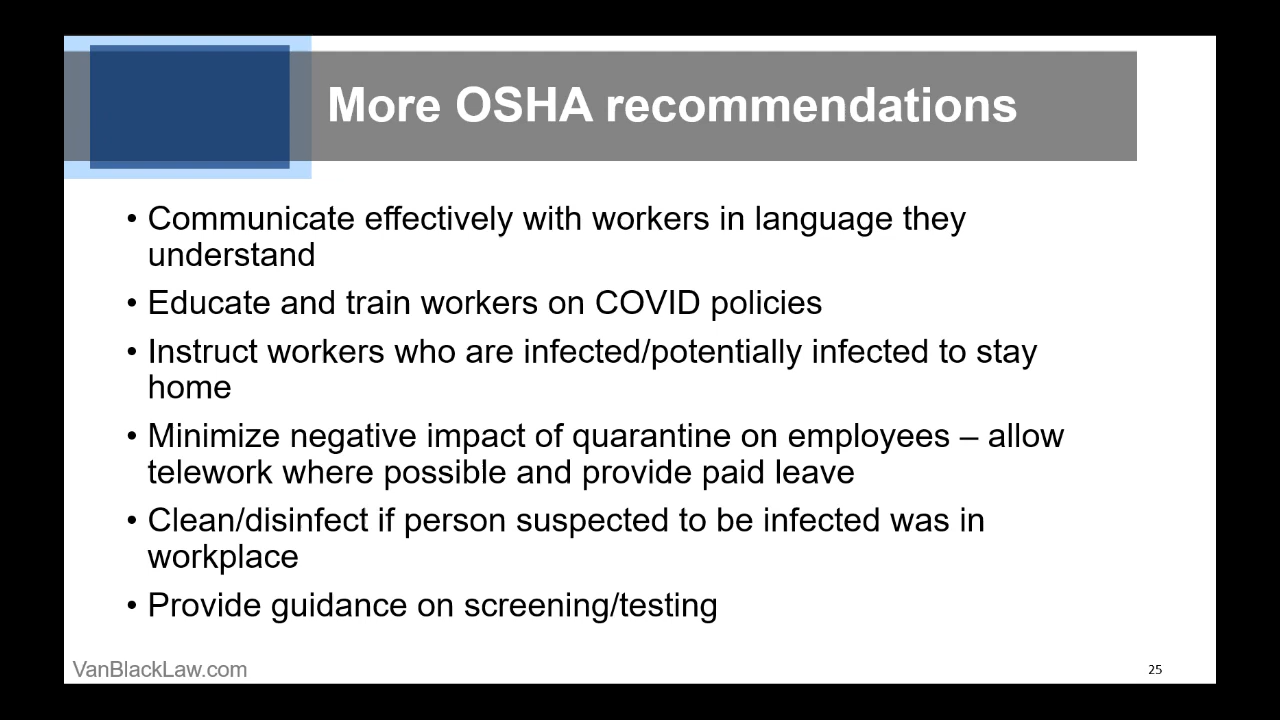 More OSHA recommendations
• Communicate effectively with workers in language they
understand
• Educate and train workers on COVID policies
• Instruct workers who are infected/potentially infected to stay
home
• Minimize negative impact of quarantine on employees – allow
telework where possible and provide paid leave
• Clean/disinfect if person suspected to be infected was in
workplace
• Provide guidance on screening/testing
VanBlackLaw.com
25